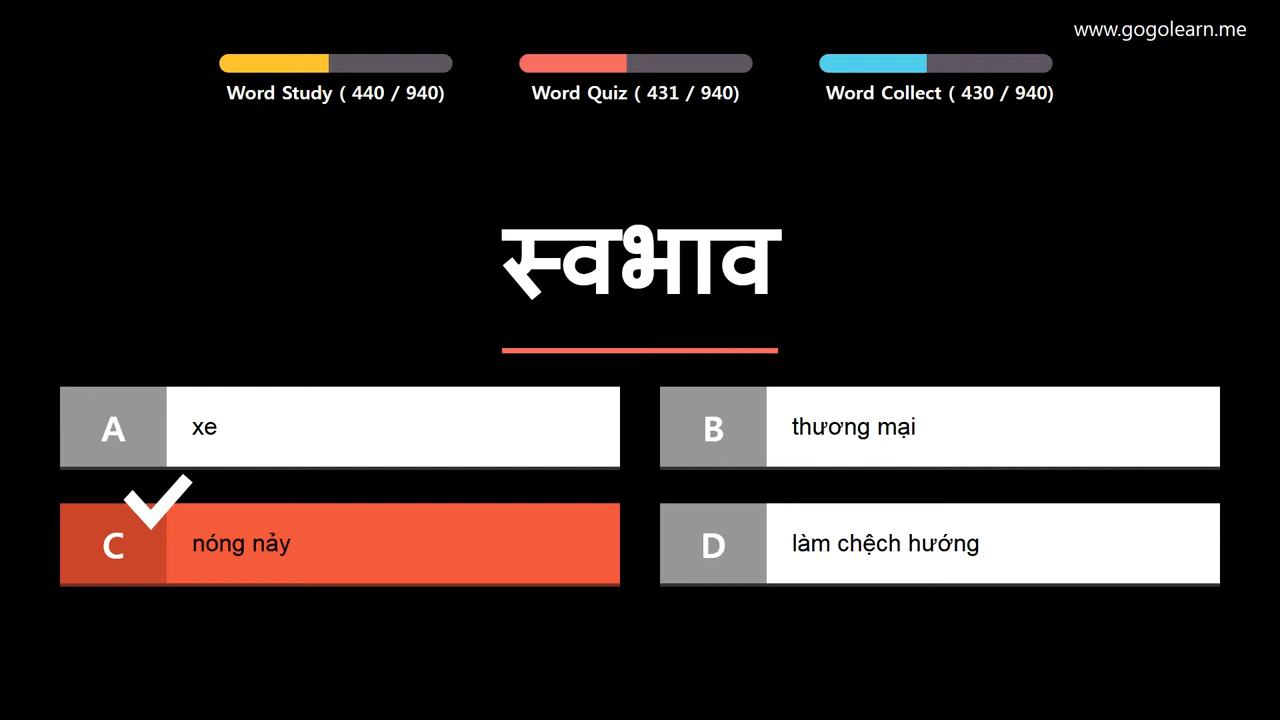 www.gogolearn.me
Word Study ( 440 / 940)
Word Quiz ( 431 / 940)
Word Collect ( 430 / 940)
स्वभाव
A xe
B thương mại
C nóng nảy
D làm chệch hướng